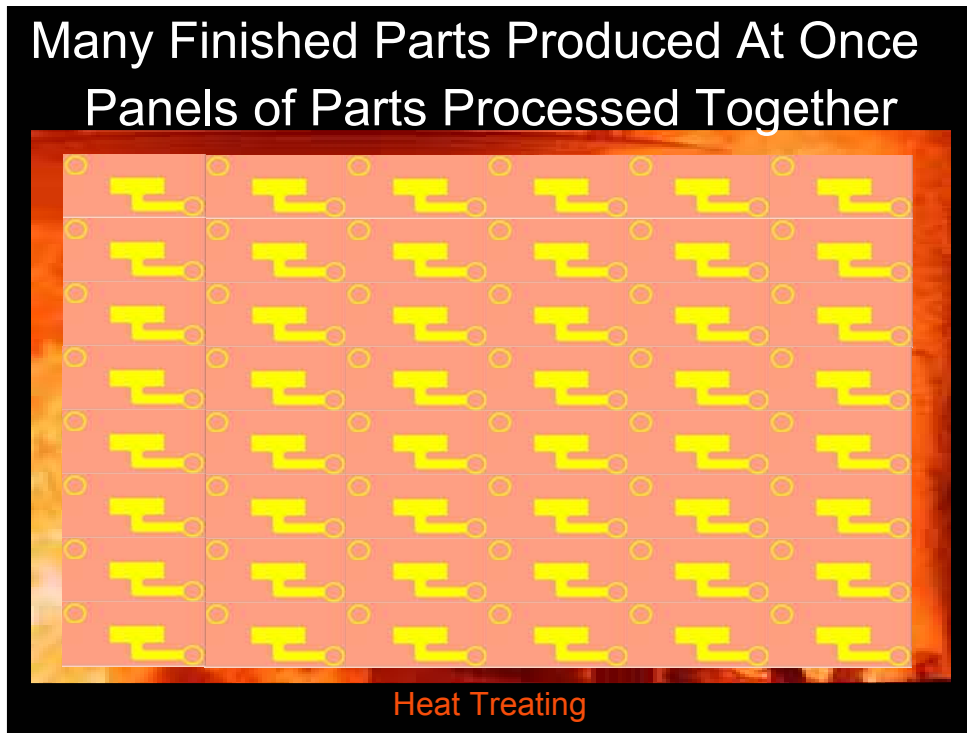 Many Finished Parts Produced At Once
Panels of Parts Processed Together
Heat Treating